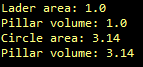 Lader area: 1.0
Pillar volume: 1.0
Circle area: 3.14
Pillar volume: 3.14